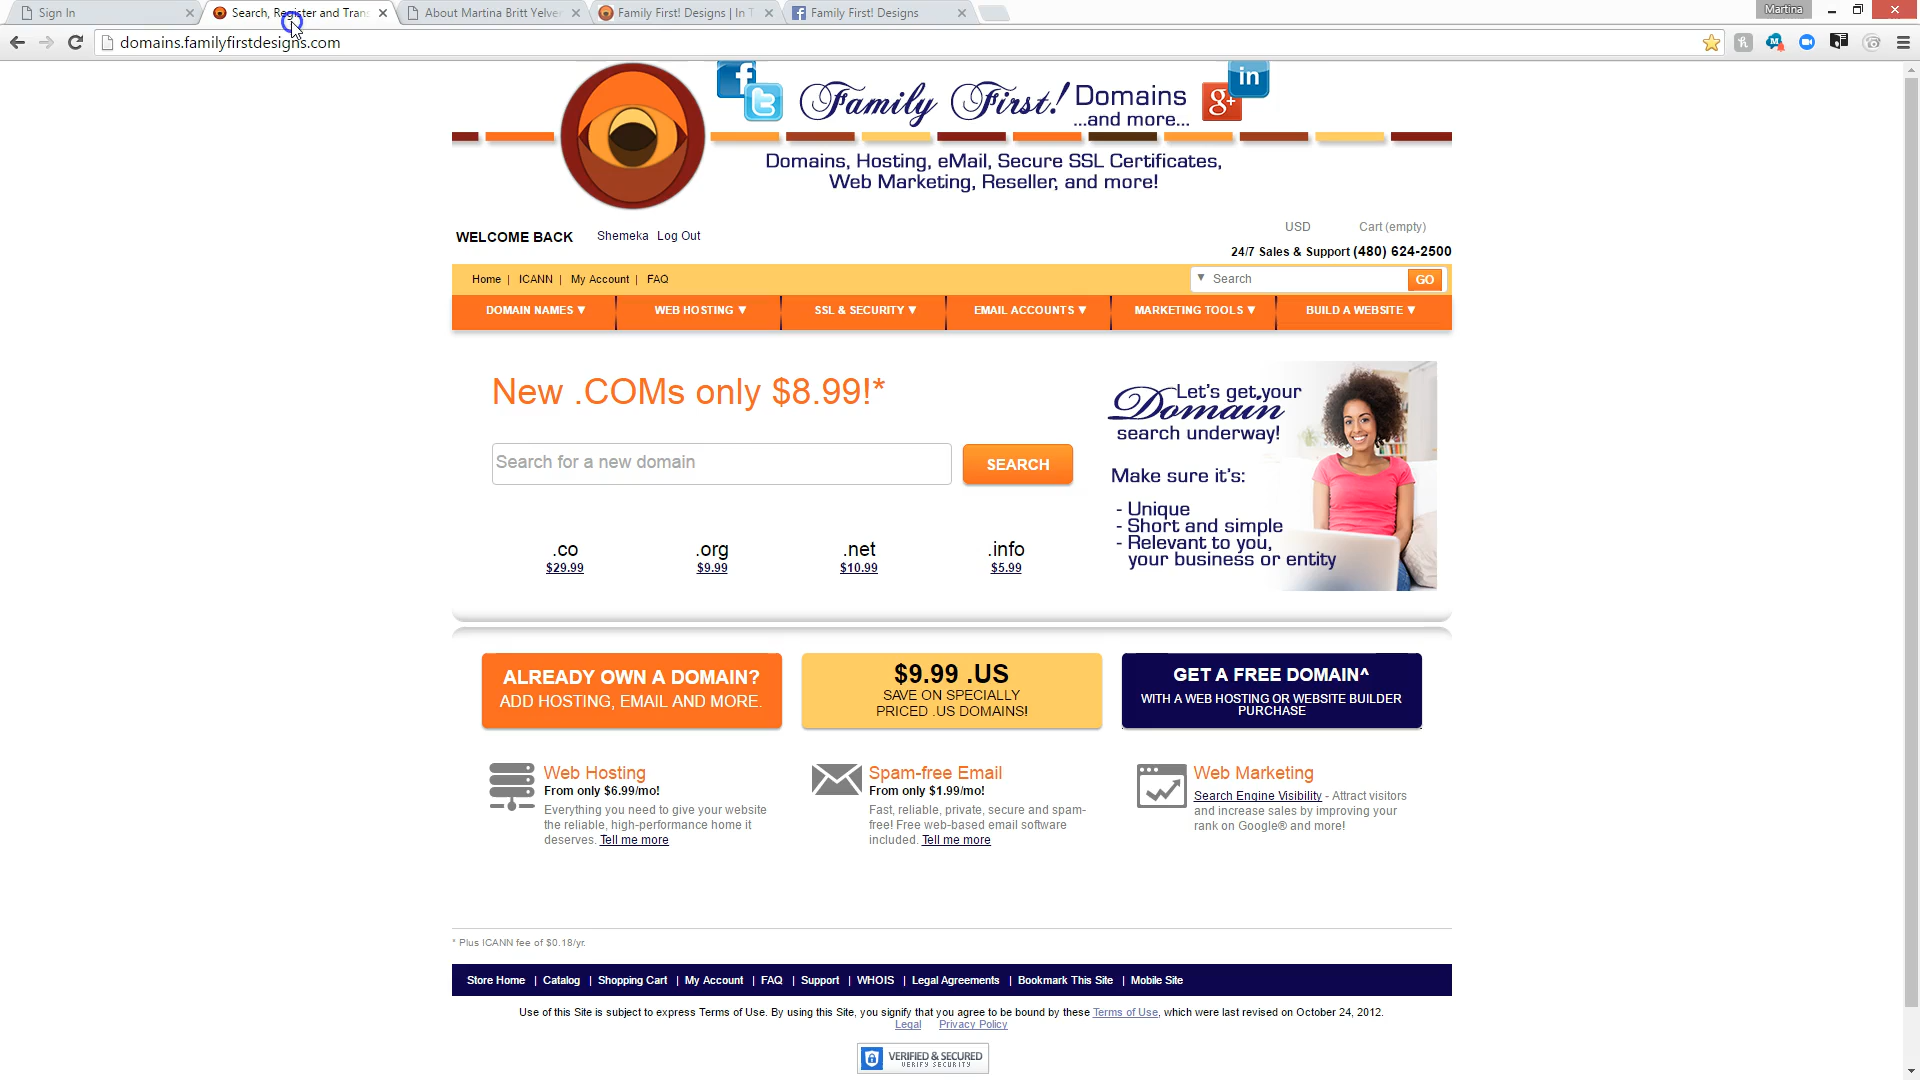 Sign In
Search, Register and Trans
About Martina Britt Yelver
Family First! Designs | In T
Family First! Designs
Martina
domains.familyfirstdesigns.com
Family First! Domains
...and more...
Domains, Hosting, eMail, Secure SSL Certificates,
Web Marketing, Reseller, and more!
WELCOME BACK Shemeka Log Out
USD Cart (empty)
24/7 Sales & Support (480) 624-2500
Home | ICANN | My Account | FAQ
▼ Search GO
DOMAIN NAMES ▼ WEB HOSTING ▼ SSL & SECURITY ▼ EMAIL ACCOUNTS ▼ MARKETING TOOLS ▼ BUILD A WEBSITE ▼
New .COMs only $8.99!*
Search for a new domain SEARCH
.co .org .net .info
$29.99 $9.99 $10.99 $5.99
Let's get your
Domain
search underway!
Make sure it's:
- Unique
- Short and simple
- Relevant to you,
your business or entity
ALREADY OWN A DOMAIN?
ADD HOSTING, EMAIL AND MORE.
$9.99 .US
SAVE ON SPECIALLY
PRICED .US DOMAINS!
GET A FREE DOMAIN^
WITH A WEB HOSTING OR WEBSITE BUILDER
PURCHASE
Web Hosting
From only $6.99/mo!
Everything you need to give your website
the reliable, high-performance home it
deserves. Tell me more
Spam-free Email
From only $1.99/mo!
Fast, reliable, private, secure and spam-
free! Free web-based email software
included. Tell me more
Web Marketing
Search Engine Visibility - Attract visitors
and increase sales by improving your
rank on Google® and more!
* Plus ICANN fee of $0.18/yr.
Store Home | Catalog | Shopping Cart | My Account | FAQ | Support | WHOIS | Legal Agreements | Bookmark This Site | Mobile Site
Use of this Site is subject to express Terms of Use. By using this Site, you signify that you agree to be bound by these Terms of Use, which were last revised on October 24, 2012.
Legal Privacy Policy
VERIFIED & SECURED
VERIFY SECURITY